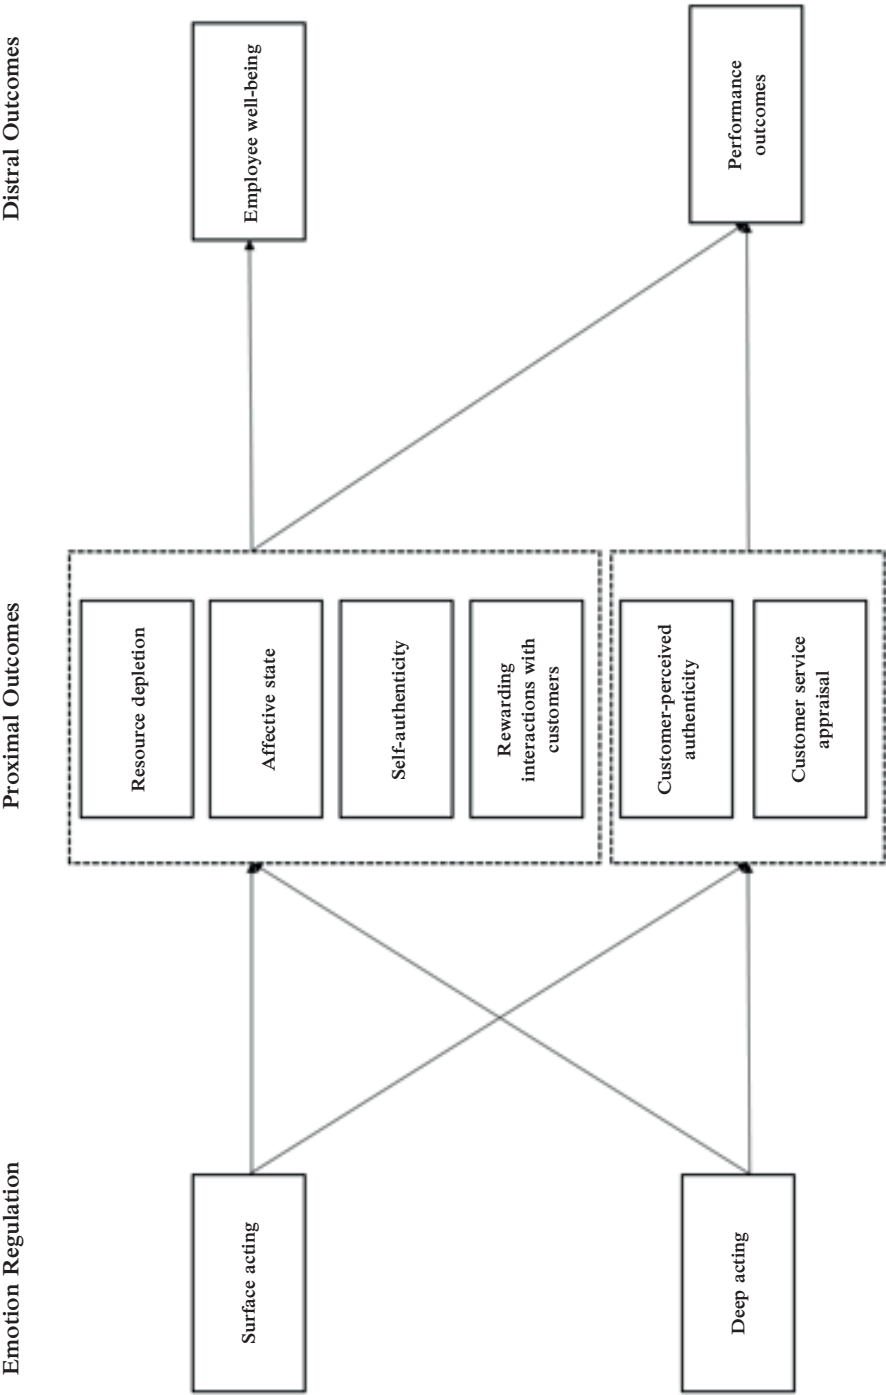 Emotion Regulation
Proximal Outcomes
Distral Outcomes
Surface acting
Deep acting
Resource depletion
Affective state
Self-authenticity
Rewarding
interactions with
customers
Customer-perceived
authenticity
Customer service
appraisal
Employee well-being
Performance
outcomes